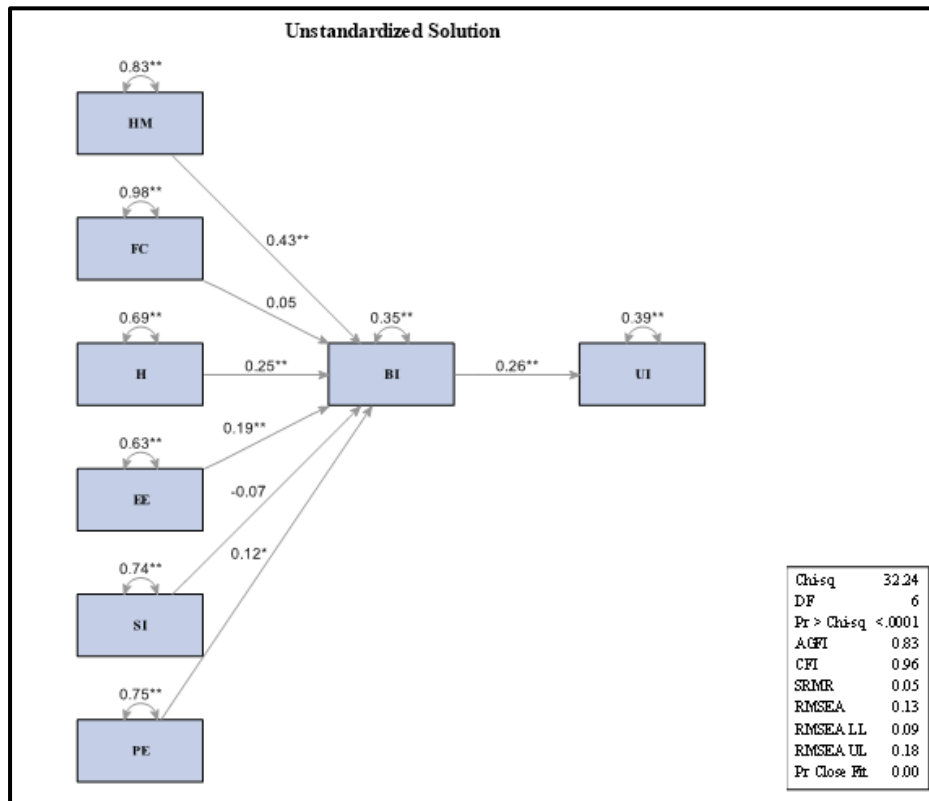 Unstandardized Solution
0.83**
HM
0.98**
FC
0.43**
0.05
0.69**
H
0.25**
0.35**
BI
0.26**
0.39**
UI
0.19**
0.63**
EE
-0.07
0.12*
0.74**
SI
0.75**
PE
Chi-sq 32.24
DF 6
Pr > Chi-sq <.0001
AGFI 0.83
CFI 0.96
SRMR 0.05
RMSEA 0.13
RMSEA LL 0.09
RMSEA UL 0.18
Pr Close Fit 0.00